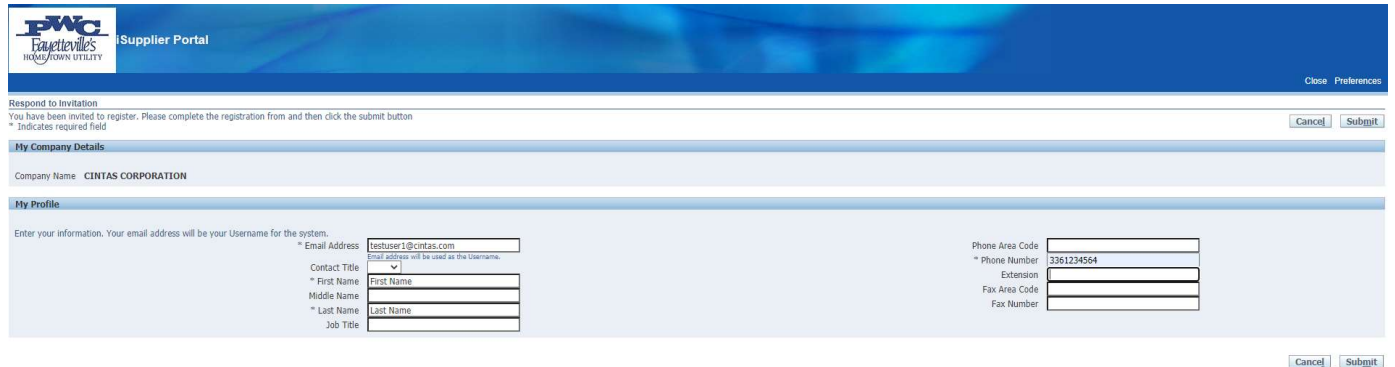 PWC
Fayetteville's
HOMETOWN UTILITY
iSupplier Portal
Close Preferences
Respond to Invitation
You have been invited to register. Please complete the registration from and then click the submit button
* Indicates required field
Cancel Submit
My Company Details
Company Name CINTAS CORPORATION
My Profile
Enter your information. Your email address will be your Username for the system.
* Email Address testuser1@cintas.com
Email address will be used as the Username.
Contact Title
* First Name First Name
Middle Name
* Last Name Last Name
Job Title
Phone Area Code
* Phone Number 3361234564
Extension
Fax Area Code
Fax Number
Cancel Submit